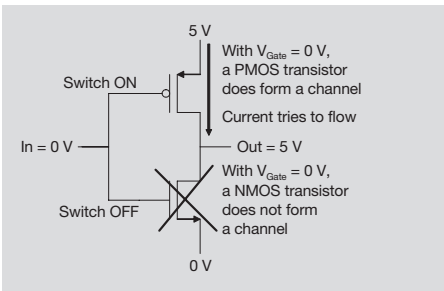 5 V
With V_Gate = 0 V,
a PMOS transistor
does form a channel
Switch ON
Current tries to flow
In = 0 V
Out = 5 V
With V_Gate = 0 V,
a NMOS transistor
does not form
a channel
Switch OFF
0 V